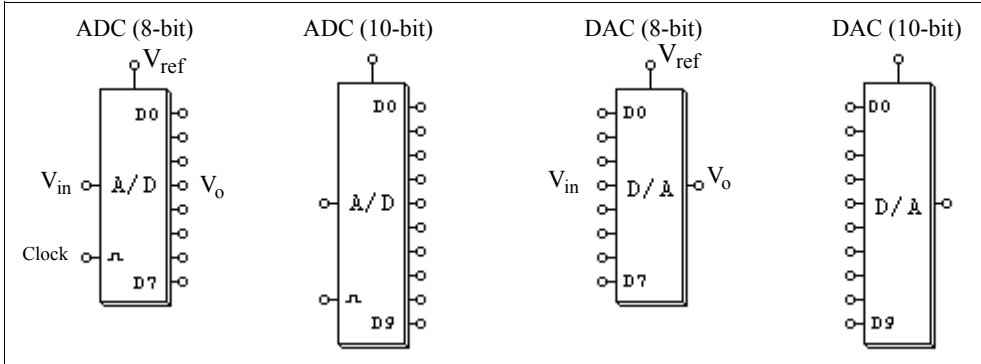 ADC (8-bit)
ADC (10-bit)
DAC (8-bit)
DAC (10-bit)
Vref
D0
Vin
A/D
Vo
Clock
D7
D0
A/D
D9
Vref
D0
Vin
D/A
Vo
D7
D0
D/A
D9